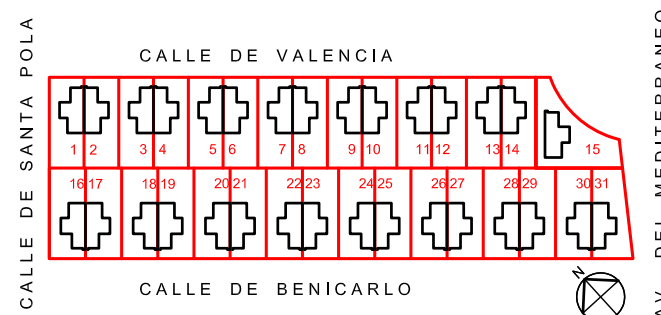 CALLE DE VALENCIA
CALLE DE SANTA POLA
AV. DEL MEDITERRANEO
1 2 3 4 5 6 7 8 9 10 11 12 13 14 15
16 17 18 19 20 21 22 23 24 25 26 27 28 29 30 31
CALLE DE BENICARLO
N